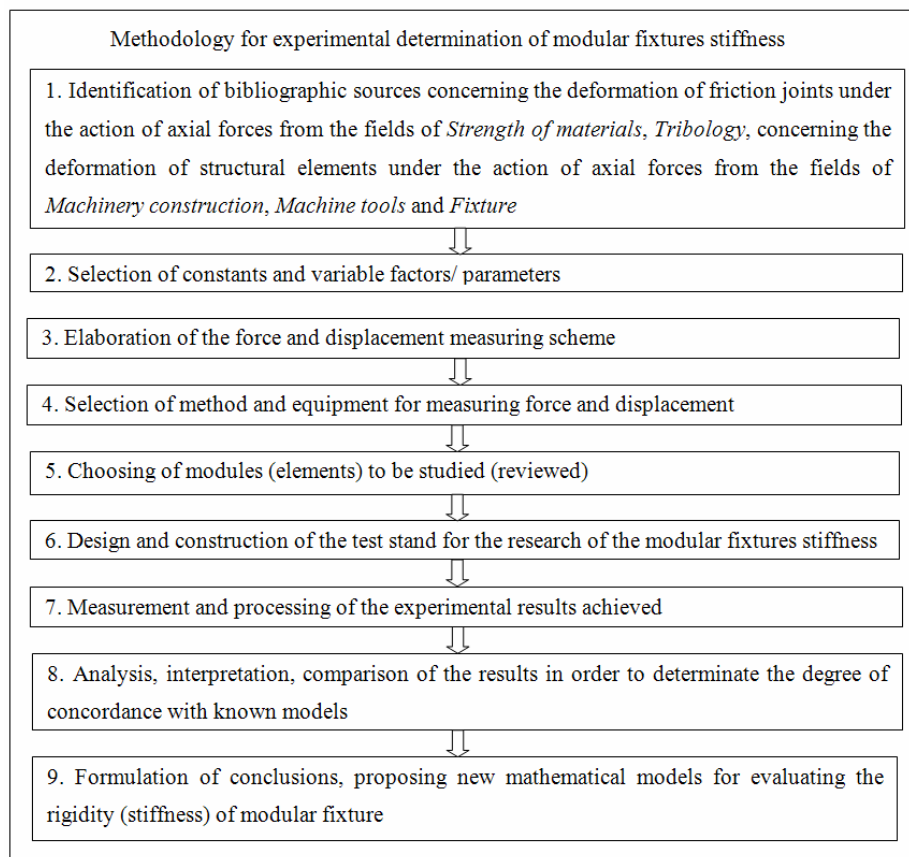 Methodology for experimental determination of modular fixtures stiffness
1. Identification of bibliographic sources concerning the deformation of friction joints under
the action of axial forces from the fields of Strength of materials, Tribology, concerning the
deformation of structural elements under the action of axial forces from the fields of
Machinery construction, Machine tools and Fixture
2. Selection of constants and variable factors/ parameters
3. Elaboration of the force and displacement measuring scheme
4. Selection of method and equipment for measuring force and displacement
5. Choosing of modules (elements) to be studied (reviewed)
6. Design and construction of the test stand for the research of the modular fixtures stiffness
7. Measurement and processing of the experimental results achieved
8. Analysis, interpretation, comparison of the results in order to determinate the degree of
concordance with known models
9. Formulation of conclusions, proposing new mathematical models for evaluating the
rigidity (stiffness) of modular fixture